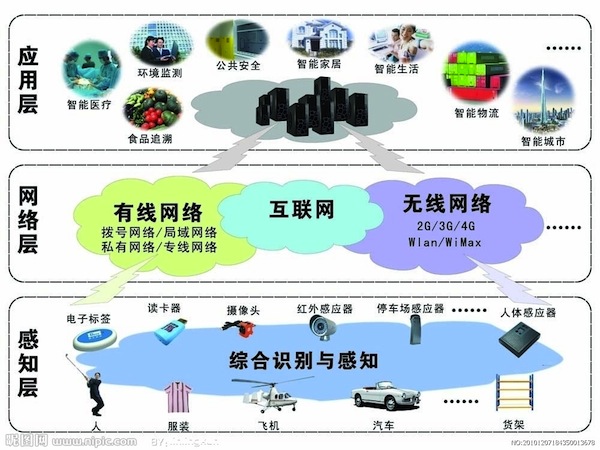 应用层
智能医疗
环境监测
公共安全
智能家居
智能生活
食品追溯
智能物流
智能城市
······
网络层
有线网络
拨号网络/局域网络
私有网络/专线网络
互联网
无线网络
2G/3G/4G
Wlan/WiMax
······
感知层
电子标签
读卡器
摄像头
红外感应器
停车场感应器
······
人体感应器
综合识别与感知
人
服装
飞机
汽车
······
货架
昵图网 www.nipic.com
NO:20101207184350013678